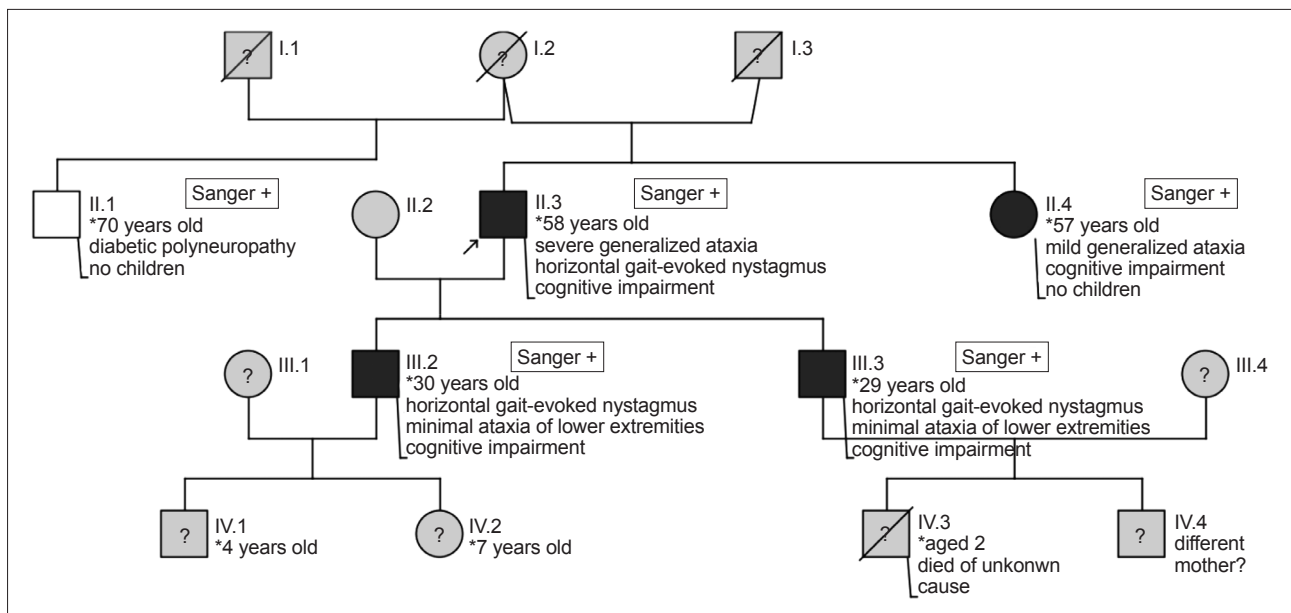 ?
I.1
?
I.2
?
I.3
II.1
*70 years old
diabetic polyneuropathy
no children
Sanger +
II.2
II.3
*58 years old
severe generalized ataxia
horizontal gait-evoked nystagmus
cognitive impairment
Sanger +
II.4
*57 years old
mild generalized ataxia
cognitive impairment
no children
Sanger +
?
III.1
III.2
*30 years old
horizontal gait-evoked nystagmus
minimal ataxia of lower extremities
cognitive impairment
Sanger +
III.3
*29 years old
horizontal gait-evoked nystagmus
minimal ataxia of lower extremities
cognitive impairment
Sanger +
?
III.4
?
IV.1
*4 years old
?
IV.2
*7 years old
?
IV.3
*aged 2
died of unkonwn
cause
?
IV.4
different
mother?